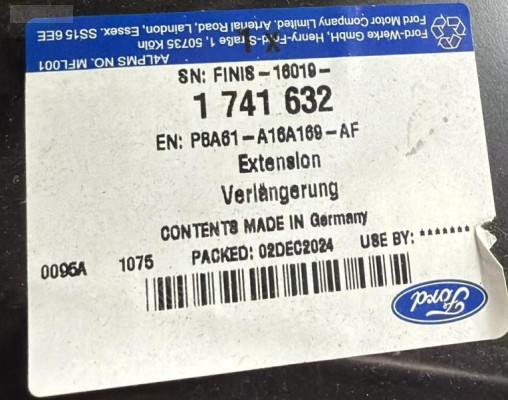 Ford-Werke GmbH, Henry-Ford-Straße 1, 50735 Köln
Ford Motor Company Limited. Arterial Road, Laindon, Essex. SS15 6EE
A4LPMS NO. MFL001
1 x
SN: FINIS-16019-
1 741 632
EN: P8A61-A16A169-AF
Extension
Verlängerung
CONTENTS MADE IN Germany
0095A 1075 PACKED: 02DEC2024 USE BY: *******
Ford